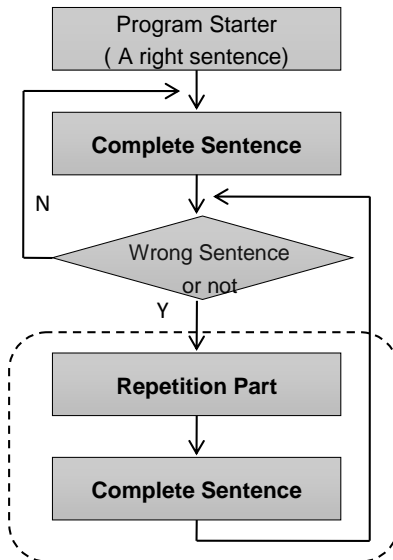 Program Starter
( A right sentence)
Complete Sentence
N
Wrong Sentence
or not
Y
Repetition Part
Complete Sentence